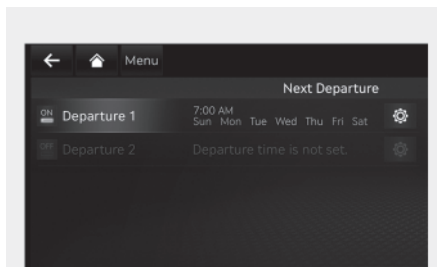 Menu
Next Departure
ON Departure 1 7:00 AM
Sun Mon Tue Wed Thu Fri Sat
OFF Departure 2 Departure time is not set.